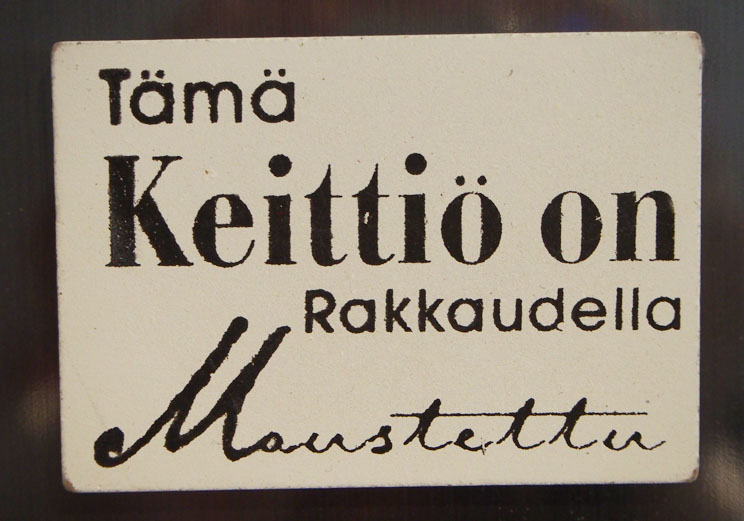 Tämä
Keittiö on
Rakkaudella
Maustettu